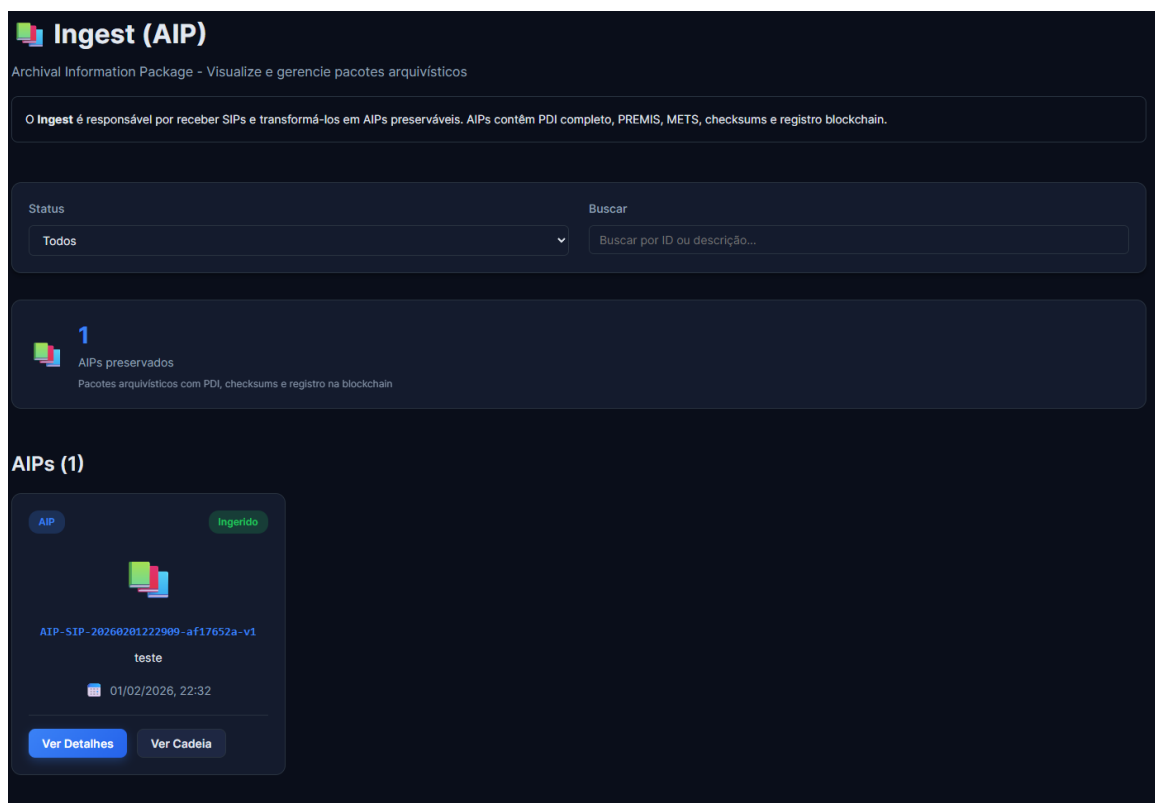 Ingest (AIP)
Archival Information Package - Visualize e gerencie pacotes arquivísticos
O Ingest é responsável por receber SIPs e transformá-los em AIPs preserváveis. AIPs contêm PDI completo, PREMIS, METS, checksums e registro blockchain.
Status
Buscar
Todos
Buscar por ID ou descrição...
1
AIPs preservados
Pacotes arquivísticos com PDI, checksums e registro na blockchain
AIPs (1)
AIP
Ingerido
AIP-SIP-20260201222909-af17652a-v1
teste
01/02/2026, 22:32
Ver Detalhes
Ver Cadeia